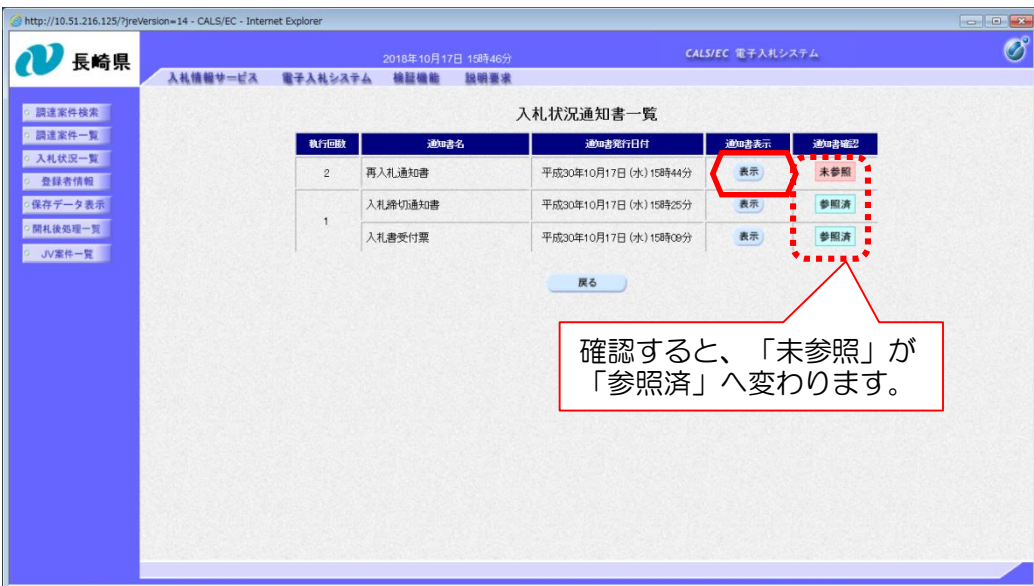 http://10.51.216.125/?jreVersion=14 - CALS/EC - Internet Explorer
長崎県
2018年10月17日 15時46分
CALS/EC 電子入札システム
入札情報サービス 電子入札システム 検証機能 説明要求
調達案件検索
調達案件一覧
入札状況一覧
登録者情報
保存データ表示
開札後処理一覧
JV案件一覧
入札状況通知書一覧
執行回数 通知書名 通知書発行日付 通知書表示 通知書確認
2 再入札通知書 平成30年10月17日 (水) 15時44分 表示 未参照
1 入札締切通知書 平成30年10月17日 (水) 15時25分 表示 参照済
入札書受付票 平成30年10月17日 (水) 15時09分 表示 参照済
戻る
確認すると、「未参照」が
「参照済」へ変わります。